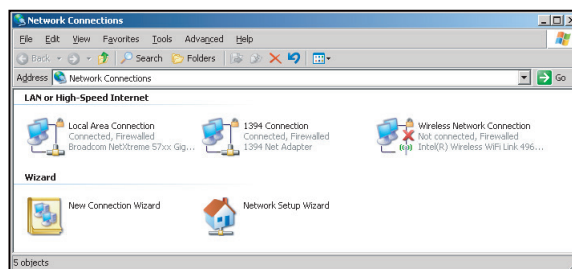 Network Connections
File Edit View Favorites Tools Advanced Help
Back Search Folders
Address Network Connections Go
LAN or High-Speed Internet
Local Area Connection
Connected, Firewalled
Broadcom NetXtreme 57xx Gig...
1394 Connection
Connected, Firewalled
1394 Net Adapter
Wireless Network Connection
Not connected, Firewalled
Intel(R) Wireless WiFi Link 496...
Wizard
New Connection Wizard
Network Setup Wizard
5 objects